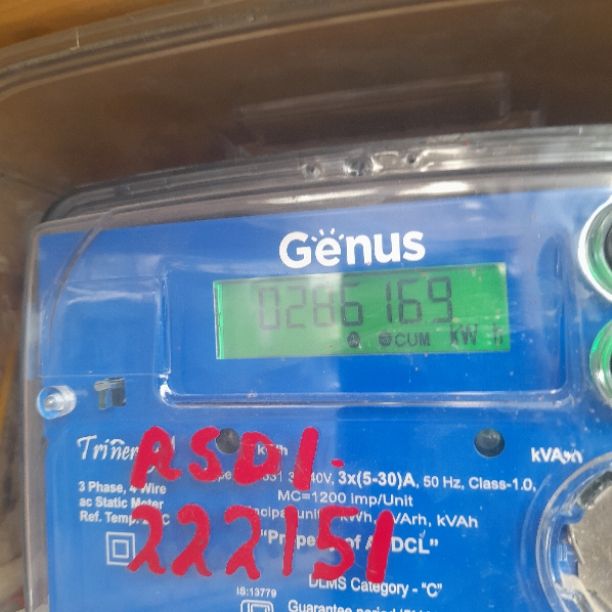 Genus
0286169
CUM kW h
RSD1.
kVAh
3x(5-30)A, 50 Hz, Class-1.0,
3 Phase, 4 Wire
ac Static Meter
MC=1200 imp/Unit
Ref. Temp. C
kWh, kVArh, kVAh
222151
"Property of A DCL"
DLMS Category - "C"
IS:13779
Guarantee period